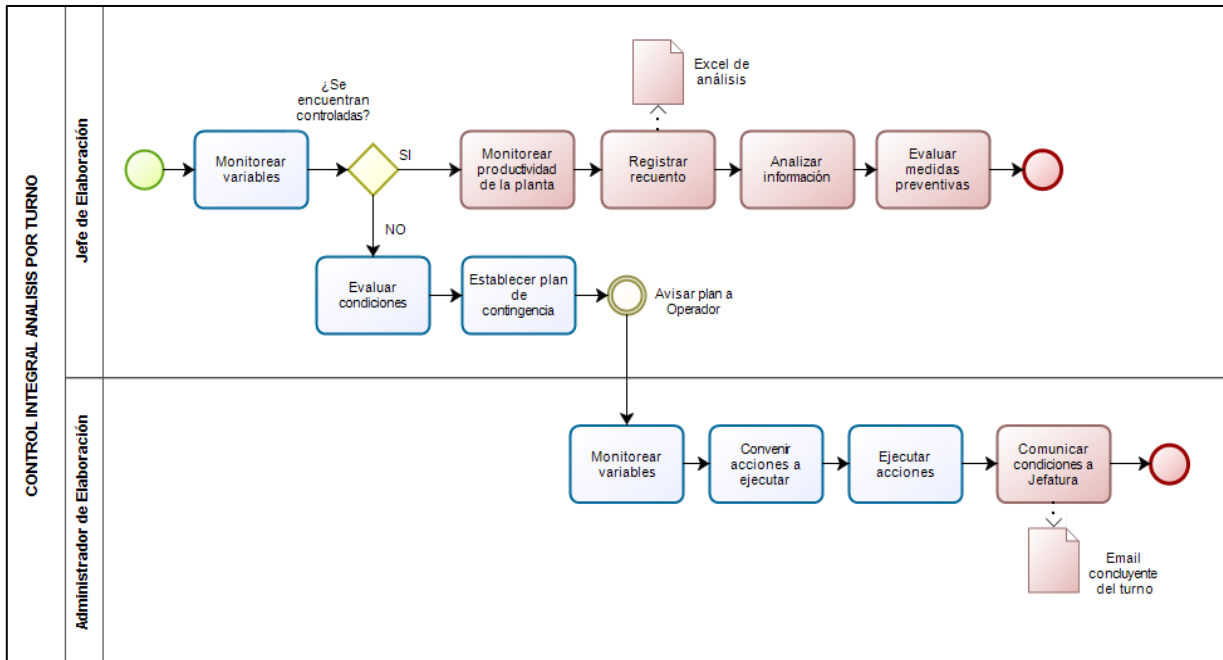 CONTROL INTEGRAL ANALISIS POR TURNO
Jefe de Elaboración
¿Se
encuentran
controladas?
Excel de
análisis
Monitorear
variables
SI
Monitorear
productividad
de la planta
Registrar
recuento
Analizar
información
Evaluar
medidas
preventivas
NO
Evaluar
condiciones
Establecer plan
de
contingencia
Avisar plan a
Operador
Administrador de Elaboración
Monitorear
variables
Convenir
acciones a
ejecutar
Ejecutar
acciones
Comunicar
condiciones a
Jefatura
Email
concluyente
del turno